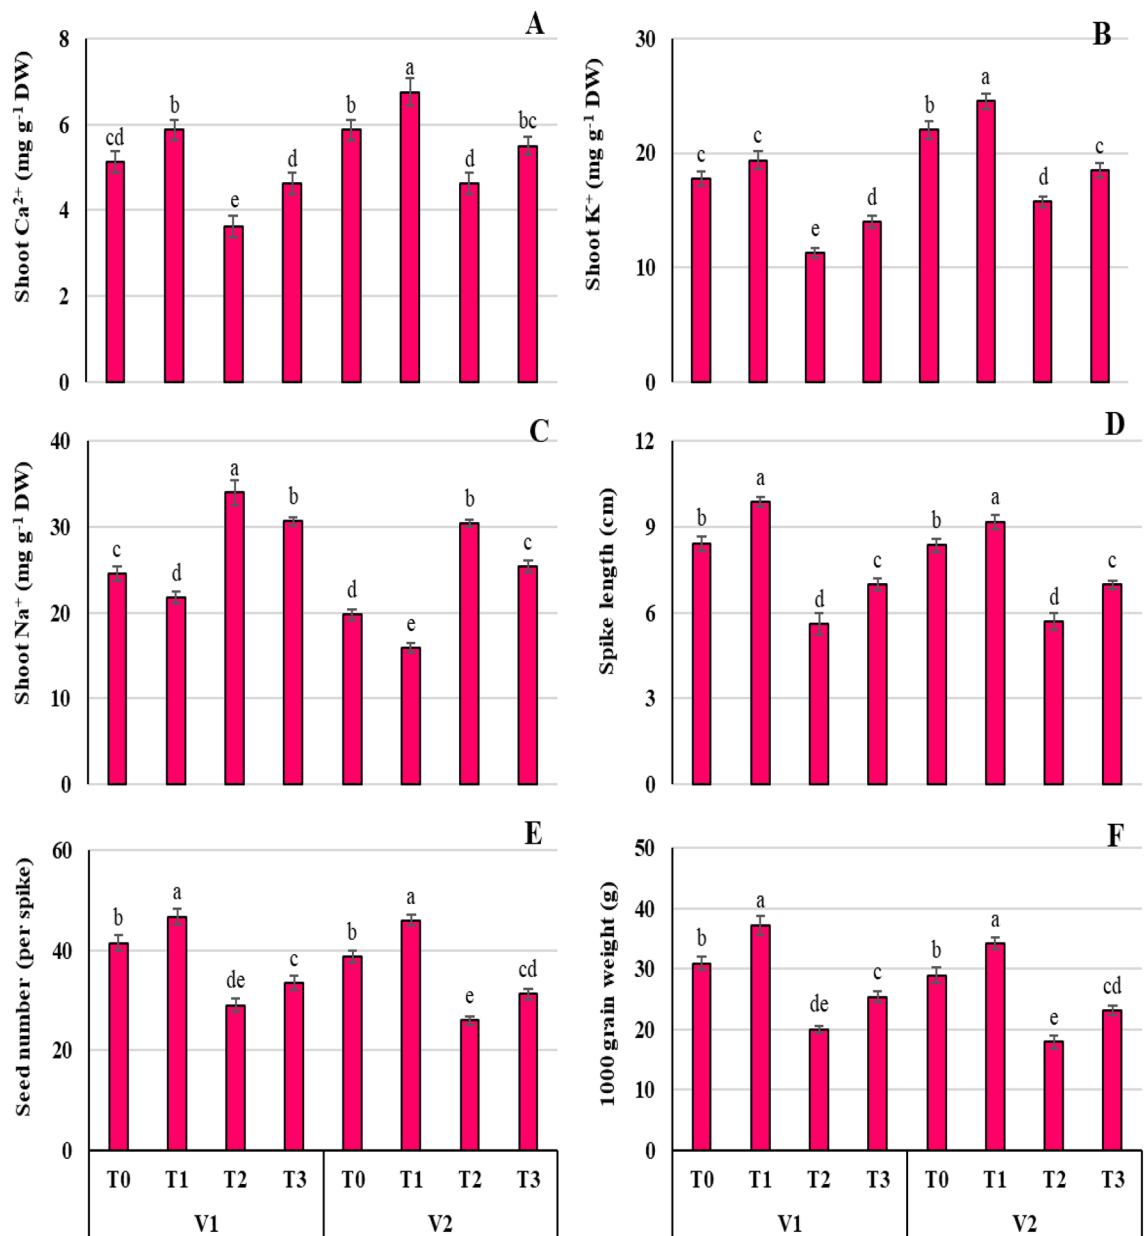 A
Shoot Ca²⁺ (mg g⁻¹ DW)
8
6
4
2
0
cd
b
e
d
b
a
d
bc
B
Shoot K⁺ (mg g⁻¹ DW)
30
20
10
0
c
c
e
d
b
a
d
c
C
Shoot Na⁺ (mg g⁻¹ DW)
40
30
20
10
0
c
d
a
b
d
e
b
c
D
Spike length (cm)
12
9
6
3
0
b
a
d
c
b
a
d
c
E
Seed number (per spike)
60
40
20
0
b
a
de
c
b
a
e
cd
T0 T1 T2 T3 T0 T1 T2 T3
V1 V2
F
1000 grain weight (g)
50
40
30
20
10
0
b
a
de
c
b
a
e
cd
T0 T1 T2 T3 T0 T1 T2 T3
V1 V2